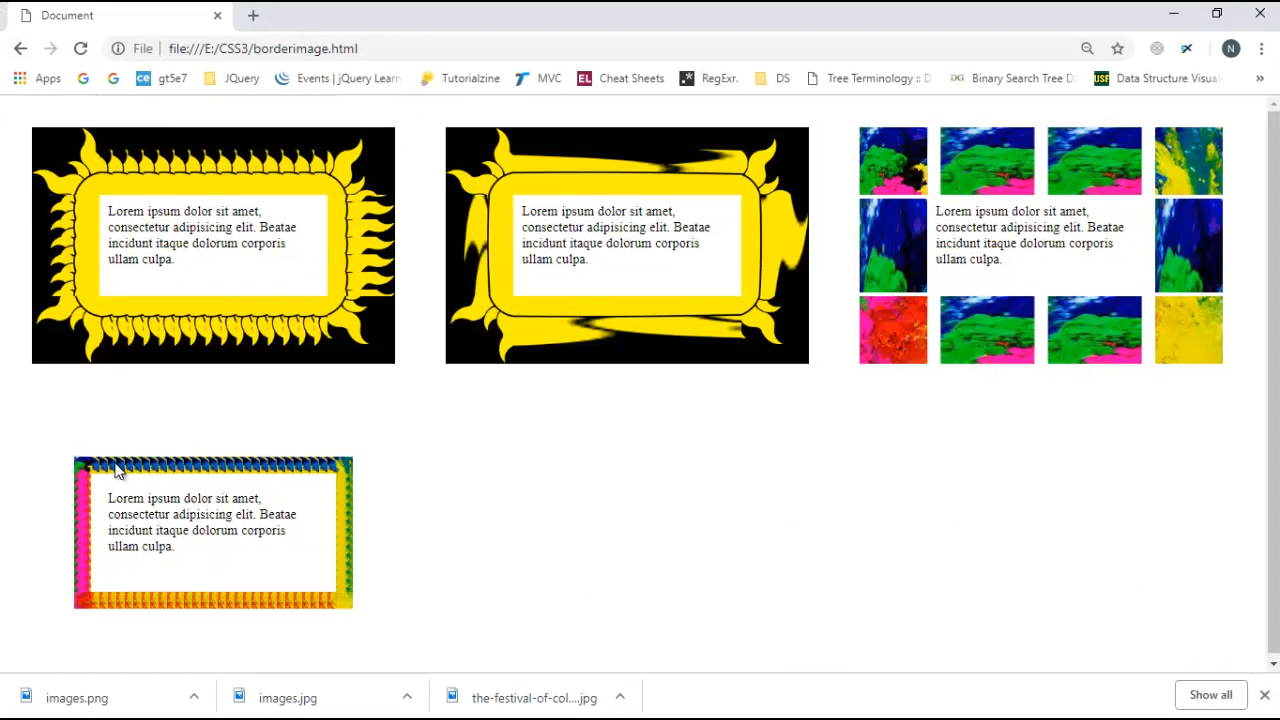 Document
File
file:///E:/CSS3/borderimage.html
N
Apps
G
G
ce gt5e7
JQuery
Events | jQuery Learn
Tutorialzine
MVC
EL Cheat Sheets
.* RegExr.
DS
Tree Terminology :: D
Binary Search Tree D
USF Data Structure Visua
»
Lorem ipsum dolor sit amet,
consectetur adipisicing elit. Beatae
incidunt itaque dolorum corporis
ullam culpa.
Lorem ipsum dolor sit amet,
consectetur adipisicing elit. Beatae
incidunt itaque dolorum corporis
ullam culpa.
Lorem ipsum dolor sit amet,
consectetur adipisicing elit. Beatae
incidunt itaque dolorum corporis
ullam culpa.
Lorem ipsum dolor sit amet,
consectetur adipisicing elit. Beatae
incidunt itaque dolorum corporis
ullam culpa.
images.png
images.jpg
the-festival-of-col....jpg
Show all